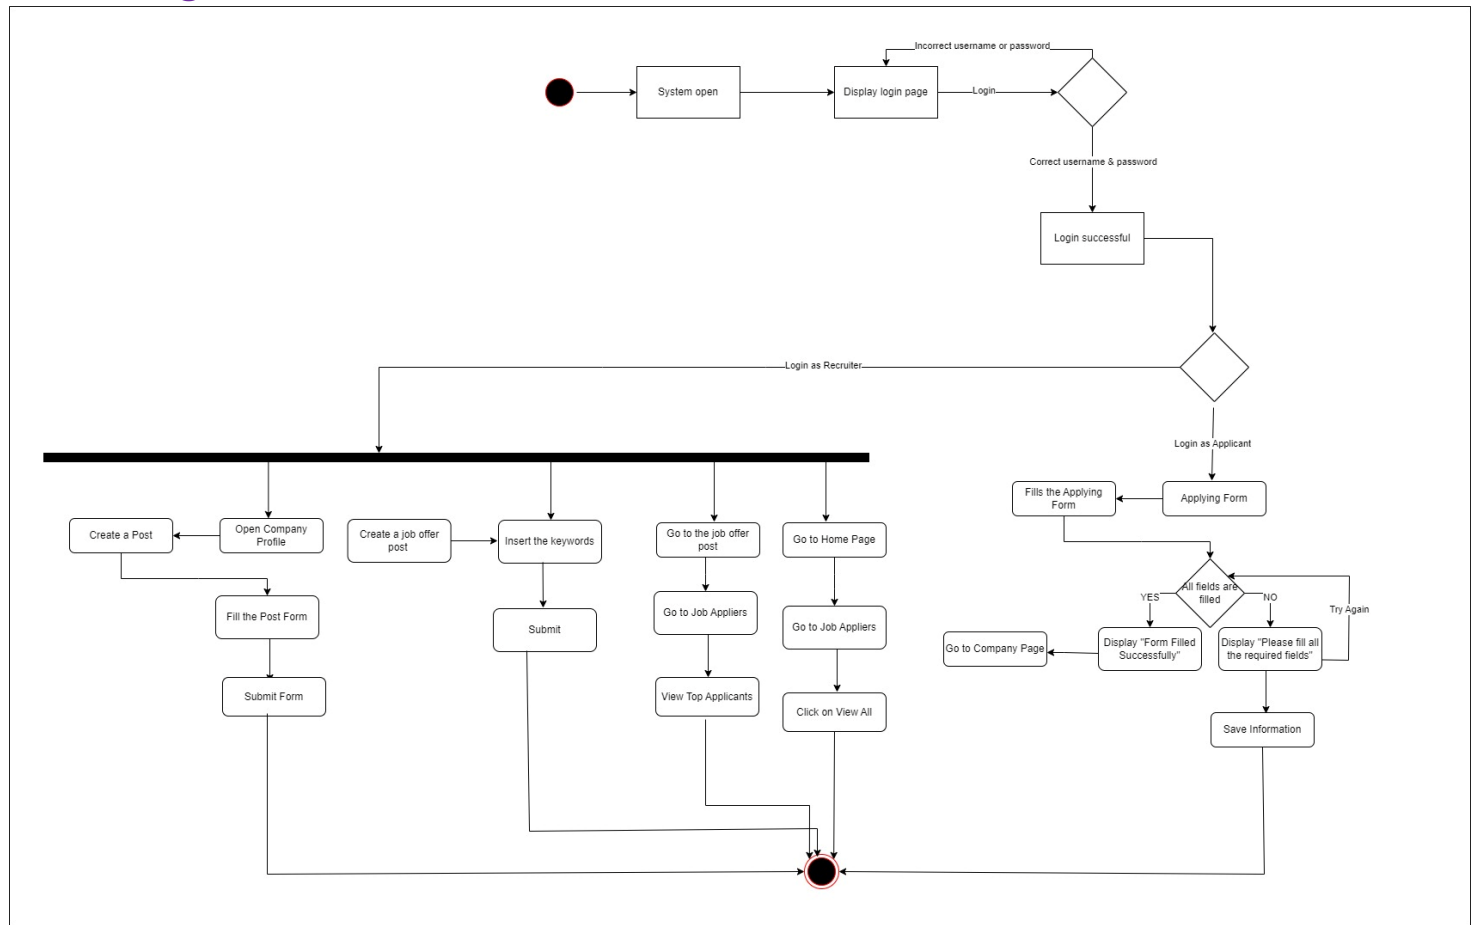 Incorrect username or password
System open
Display login page
Login
Correct username & password
Login successful
Login as Recruiter
Login as Applicant
Fills the Applying
Form
Applying Form
Create a Post
Open Company
Profile
Create a job offer
post
Insert the keywords
Go to the job offer
post
Go to Home Page
All fields are
filled
YES
NO
Try Again
Fill the Post Form
Submit
Go to Job Appliers
Go to Job Appliers
Go to Company Page
Display "Form Filled
Successfully"
Display "Please fill all
the required fields"
Submit Form
View Top Applicants
Click on View All
Save Information